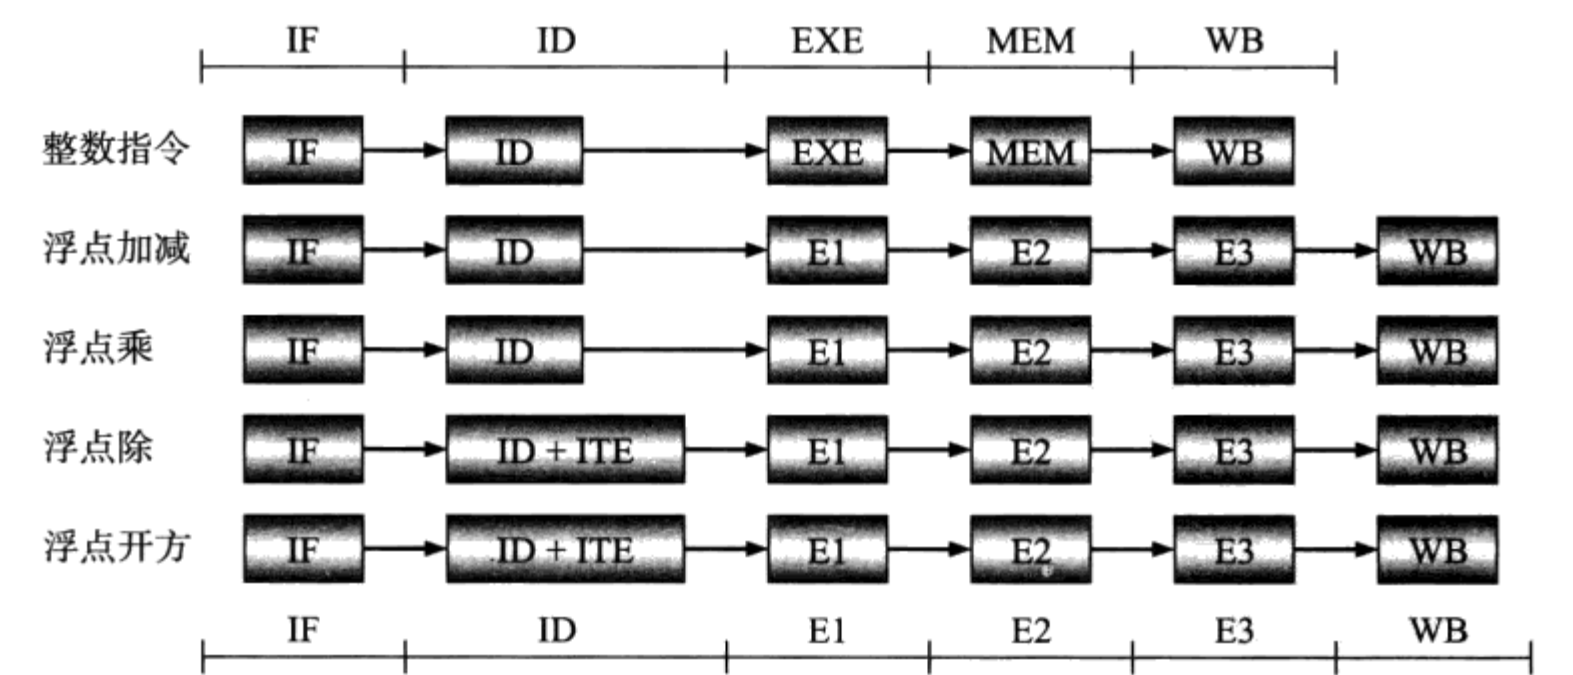 IF ID EXE MEM WB
整数指令 IF ID EXE MEM WB
浮点加减 IF ID E1 E2 E3 WB
浮点乘 IF ID E1 E2 E3 WB
浮点除 IF ID + ITE E1 E2 E3 WB
浮点开方 IF ID + ITE E1 E2 E3 WB
IF ID E1 E2 E3 WB